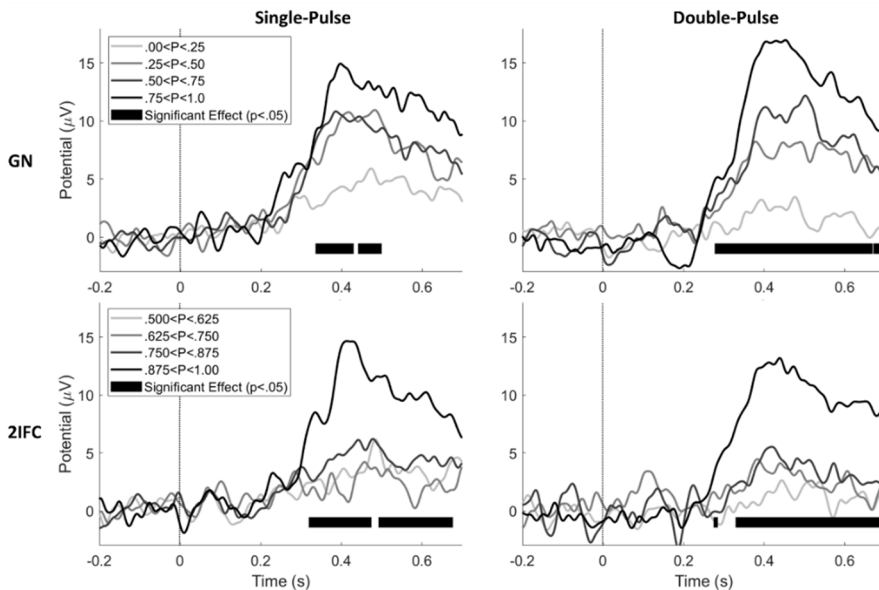 Single-Pulse
Double-Pulse
GN
Potential (μV)
15
10
5
0
.00<P<.25
.25<P<.50
.50<P<.75
.75<P<1.0
Significant Effect (p<.05)
-0.2 0 0.2 0.4 0.6
15
10
5
0
-0.2 0 0.2 0.4 0.6
2IFC
Potential (μV)
15
10
5
0
.500<P<.625
.625<P<.750
.750<P<.875
.875<P<1.00
Significant Effect (p<.05)
-0.2 0 0.2 0.4 0.6
Time (s)
15
10
5
0
-0.2 0 0.2 0.4 0.6
Time (s)